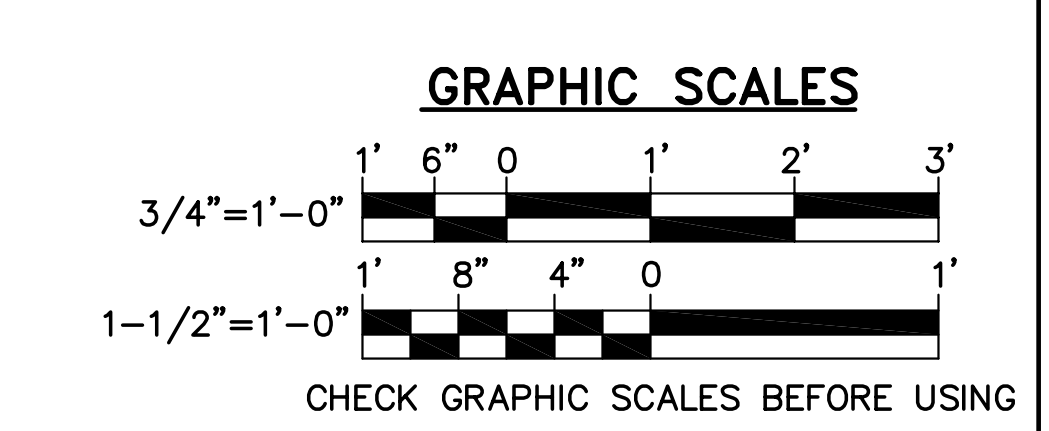 GRAPHIC SCALES
1' 6" 0 1' 2' 3'
3/4"=1'-0"
1' 8" 4" 0 1'
1-1/2"=1'-0"
CHECK GRAPHIC SCALES BEFORE USING